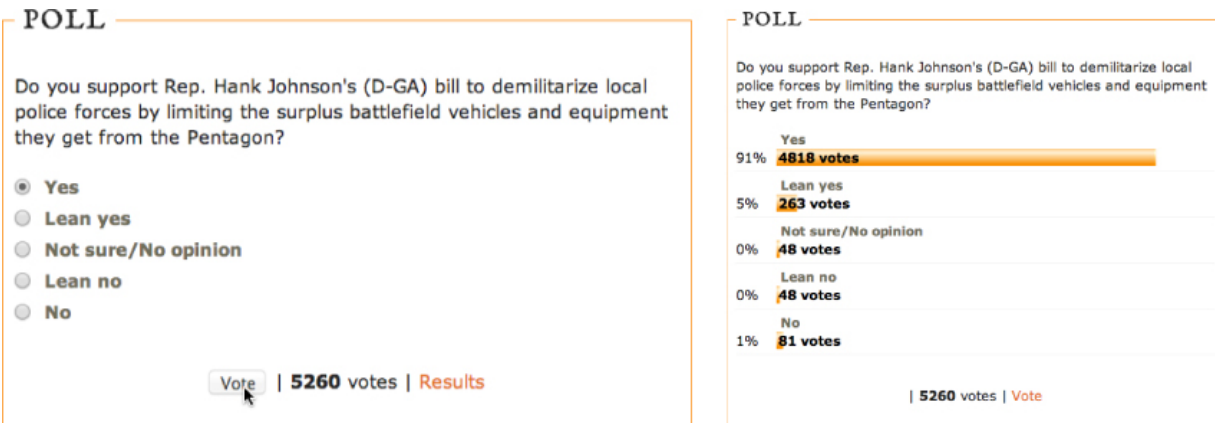 POLL
Do you support Rep. Hank Johnson's (D-GA) bill to demilitarize local
police forces by limiting the surplus battlefield vehicles and equipment
they get from the Pentagon?
Yes
Lean yes
Not sure/No opinion
Lean no
No
Vote | 5260 votes | Results
POLL
Do you support Rep. Hank Johnson's (D-GA) bill to demilitarize local
police forces by limiting the surplus battlefield vehicles and equipment
they get from the Pentagon?
Yes
91% 4818 votes
Lean yes
5% 263 votes
Not sure/No opinion
0% 48 votes
Lean no
0% 48 votes
No
1% 81 votes
| 5260 votes | Vote